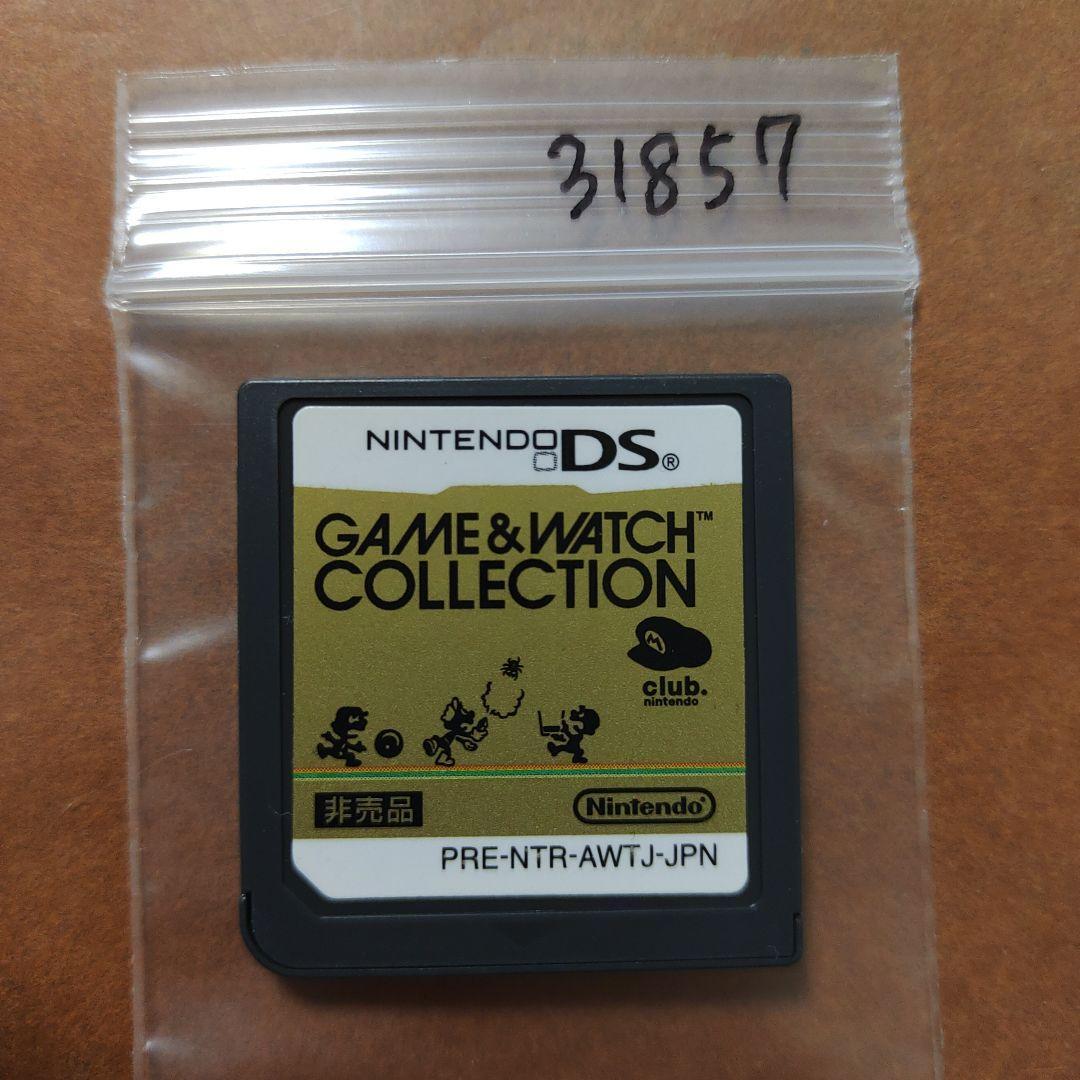 31857
NINTENDO DS®
GAME & WATCH™
COLLECTION
M
club.
nintendo
非売品
Nintendo®
PRE-NTR-AWTJ-JPN